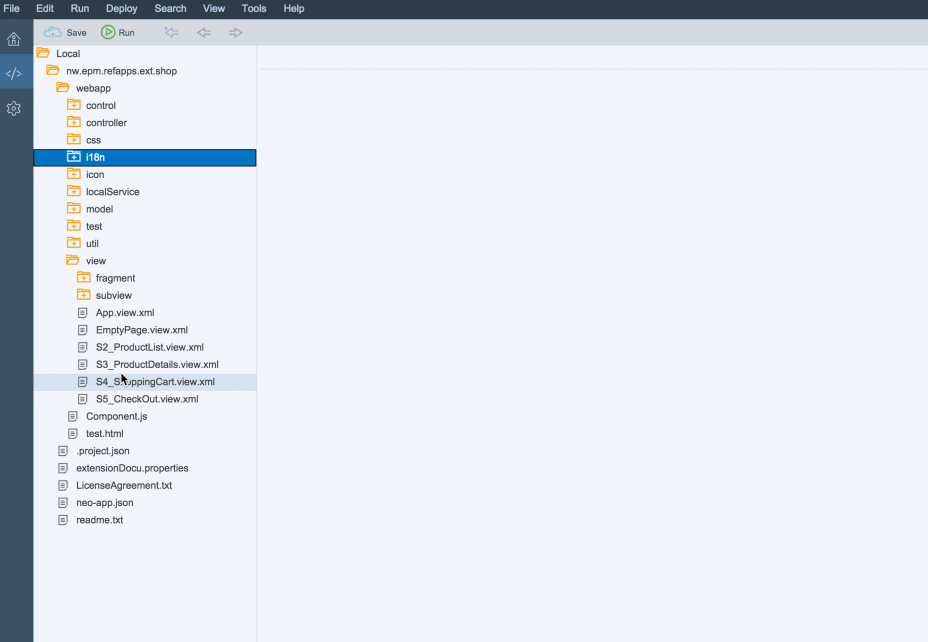 File Edit Run Deploy Search View Tools Help
Save Run
Local
nw.epm.refapps.ext.shop
webapp
control
controller
css
i18n
icon
localService
model
test
util
view
fragment
subview
App.view.xml
EmptyPage.view.xml
S2_ProductList.view.xml
S3_ProductDetails.view.xml
S4_ShoppingCart.view.xml
S5_CheckOut.view.xml
Component.js
test.html
.project.json
extensionDocu.properties
LicenseAgreement.txt
neo-app.json
readme.txt